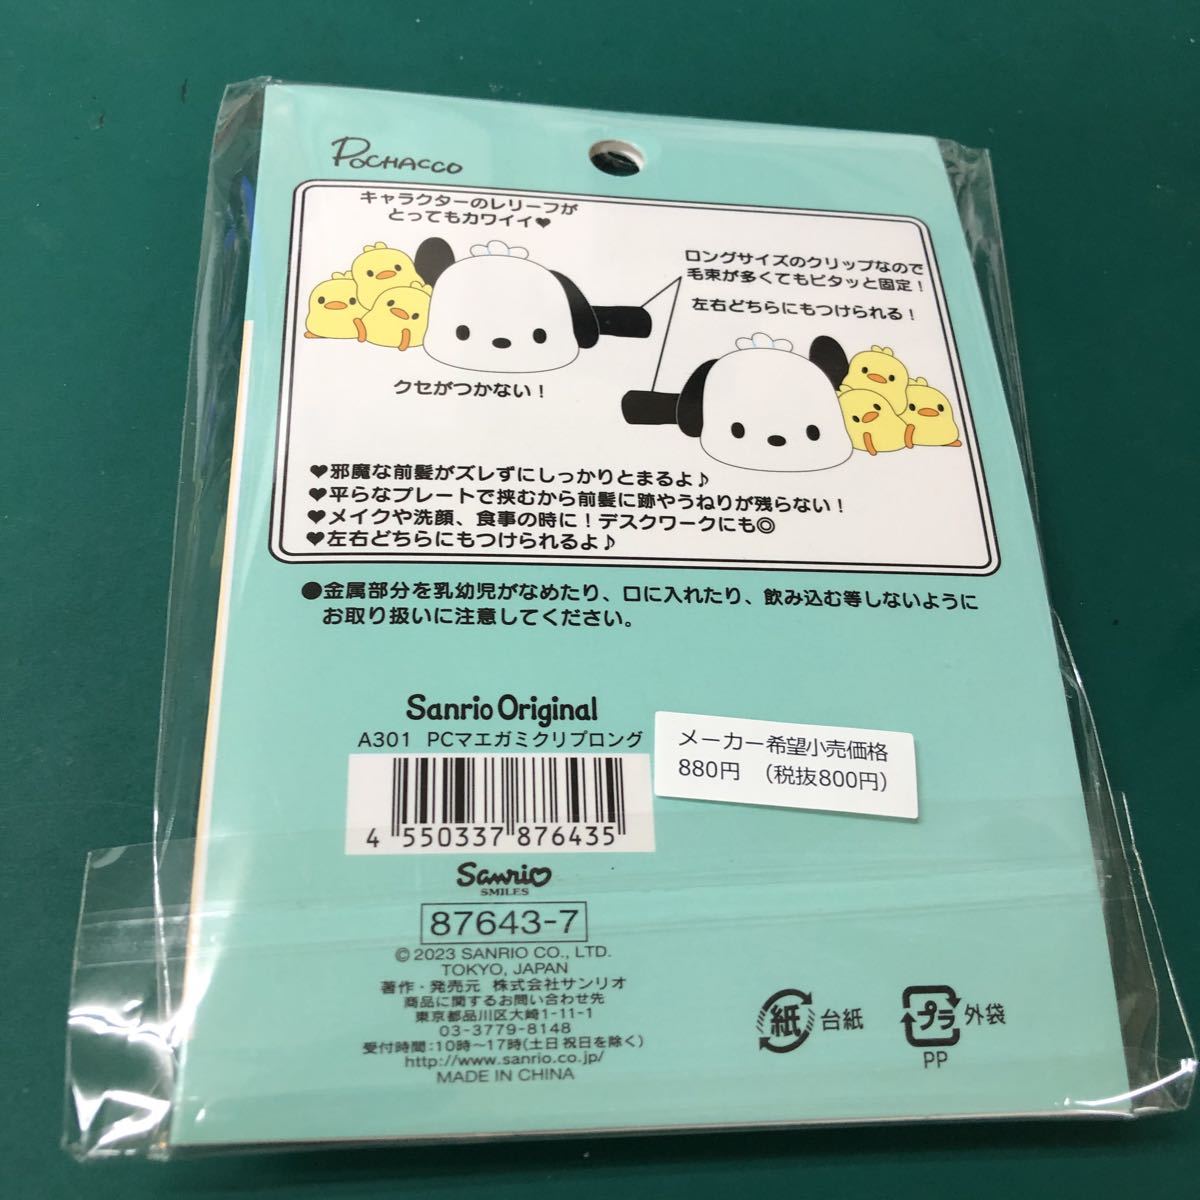 POCHACCO
キャラクターのレリーフが
とってもカワイイ♥
ロングサイズのクリップなので
毛束が多くてもピタッと固定！
左右どちらにもつけられる！
クセがつかない！
♥邪魔な前髪がズレずにしっかりとまるよ♪
♥平らなプレートで挟むから前髪に跡やうねりが残らない！
♥メイクや洗顔、食事の時に！デスクワークにも◎
♥左右どちらにもつけられるよ♪
●金属部分を乳幼児がなめたり、口に入れたり、飲み込む等しないように
お取り扱いに注意してください。
Sanrio Original
A301 PCマエガミクリップロング
メーカー希望小売価格
880円 （税抜800円）
4 550337 876435
Sanrio
SMILES
87643-7
© 2023 SANRIO CO., LTD.
TOKYO, JAPAN
著作・発売元 株式会社サンリオ
商品に関するお問い合わせ先
東京都品川区大崎1-11-1
03-3779-8148
受付時間：10時〜17時(土日祝日を除く)
http://www.sanrio.co.jp/
MADE IN CHINA
紙 台紙
プラ 外袋
PP